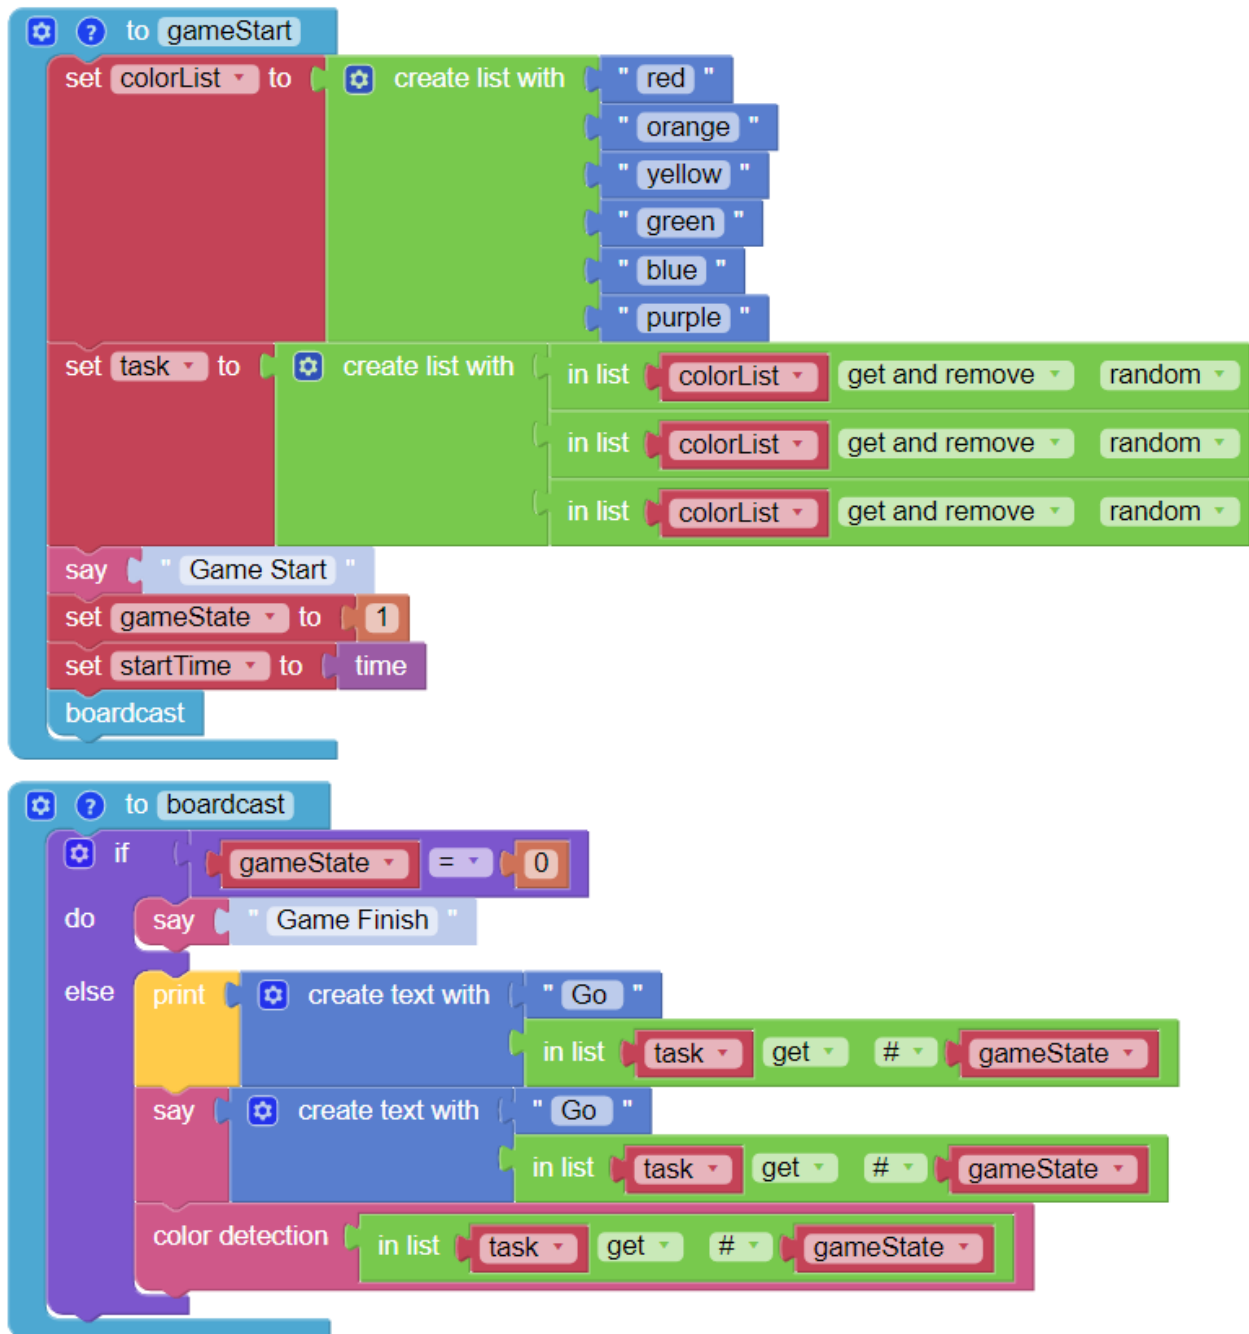 ? to gameStart
set colorList to create list with " red "
" orange "
" yellow "
" green "
" blue "
" purple "
set task to create list with in list colorList get and remove random
in list colorList get and remove random
in list colorList get and remove random
say " Game Start "
set gameState to 1
set startTime to time
boardcast
? to boardcast
if gameState = 0
do say " Game Finish "
else print create text with " Go "
in list task get # gameState
say create text with " Go "
in list task get # gameState
color detection in list task get # gameState